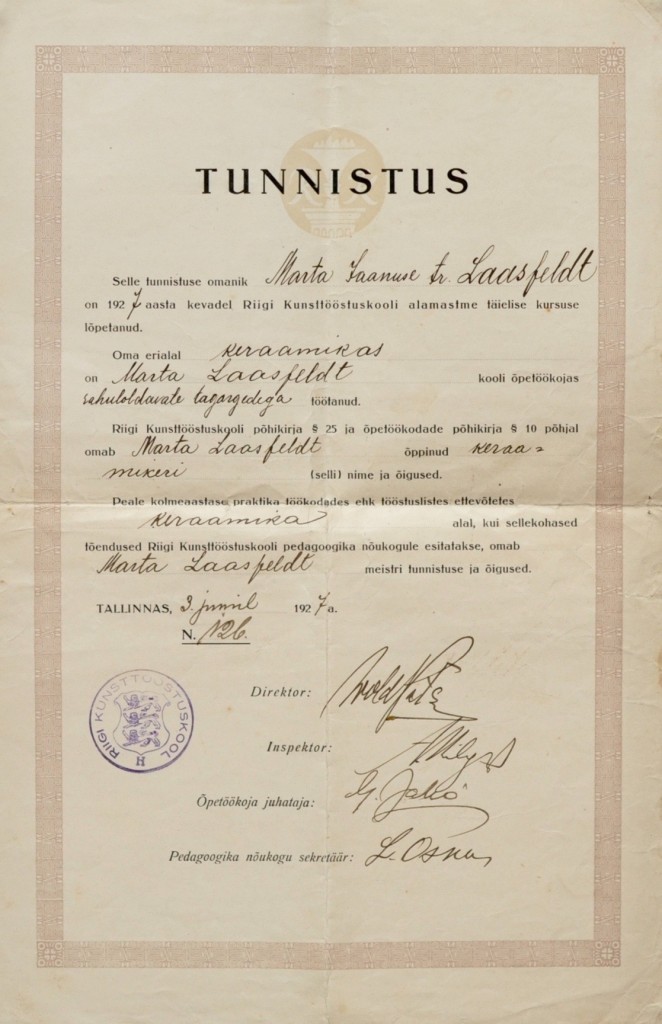 TUNNISTUS
Selle tunnistuse omanik Marta Jaanuse tr. Laasfeldt
on 1927 aasta kevadel Riigi Kunsttööstuskooli alamastme täielise kursuse
lõpetanud.
Oma erialal keraamikas
on Marta Laasfeldt kooli õpetöökojas
rahuloldavate tagajärgedega töötanud.
Riigi Kunsttööstuskooli põhikirja § 25 ja õpetöökodade põhikirja § 10 põhjal
omab Marta Laasfeldt õppinud keraa-
mikeri (selli) nime ja õigused.
Peale kolmeaastase praktika töökodades ehk tööstuslistes ettevõtetes
keraamika alal, kui sellekohased
tõendused Riigi Kunsttööstuskooli pedagoogika nõukogule esitatakse, omab
Marta Laasfeldt meistri tunnistuse ja õigused.
TALLINNAS, 3. junil 1927 a.
N. 126.
RIIGI KUNSTTÖÖSTUSKOOL
Direktor:
Inspektor:
Õpetöökoja juhataja:
Pedagoogika nõukogu sekretäär: